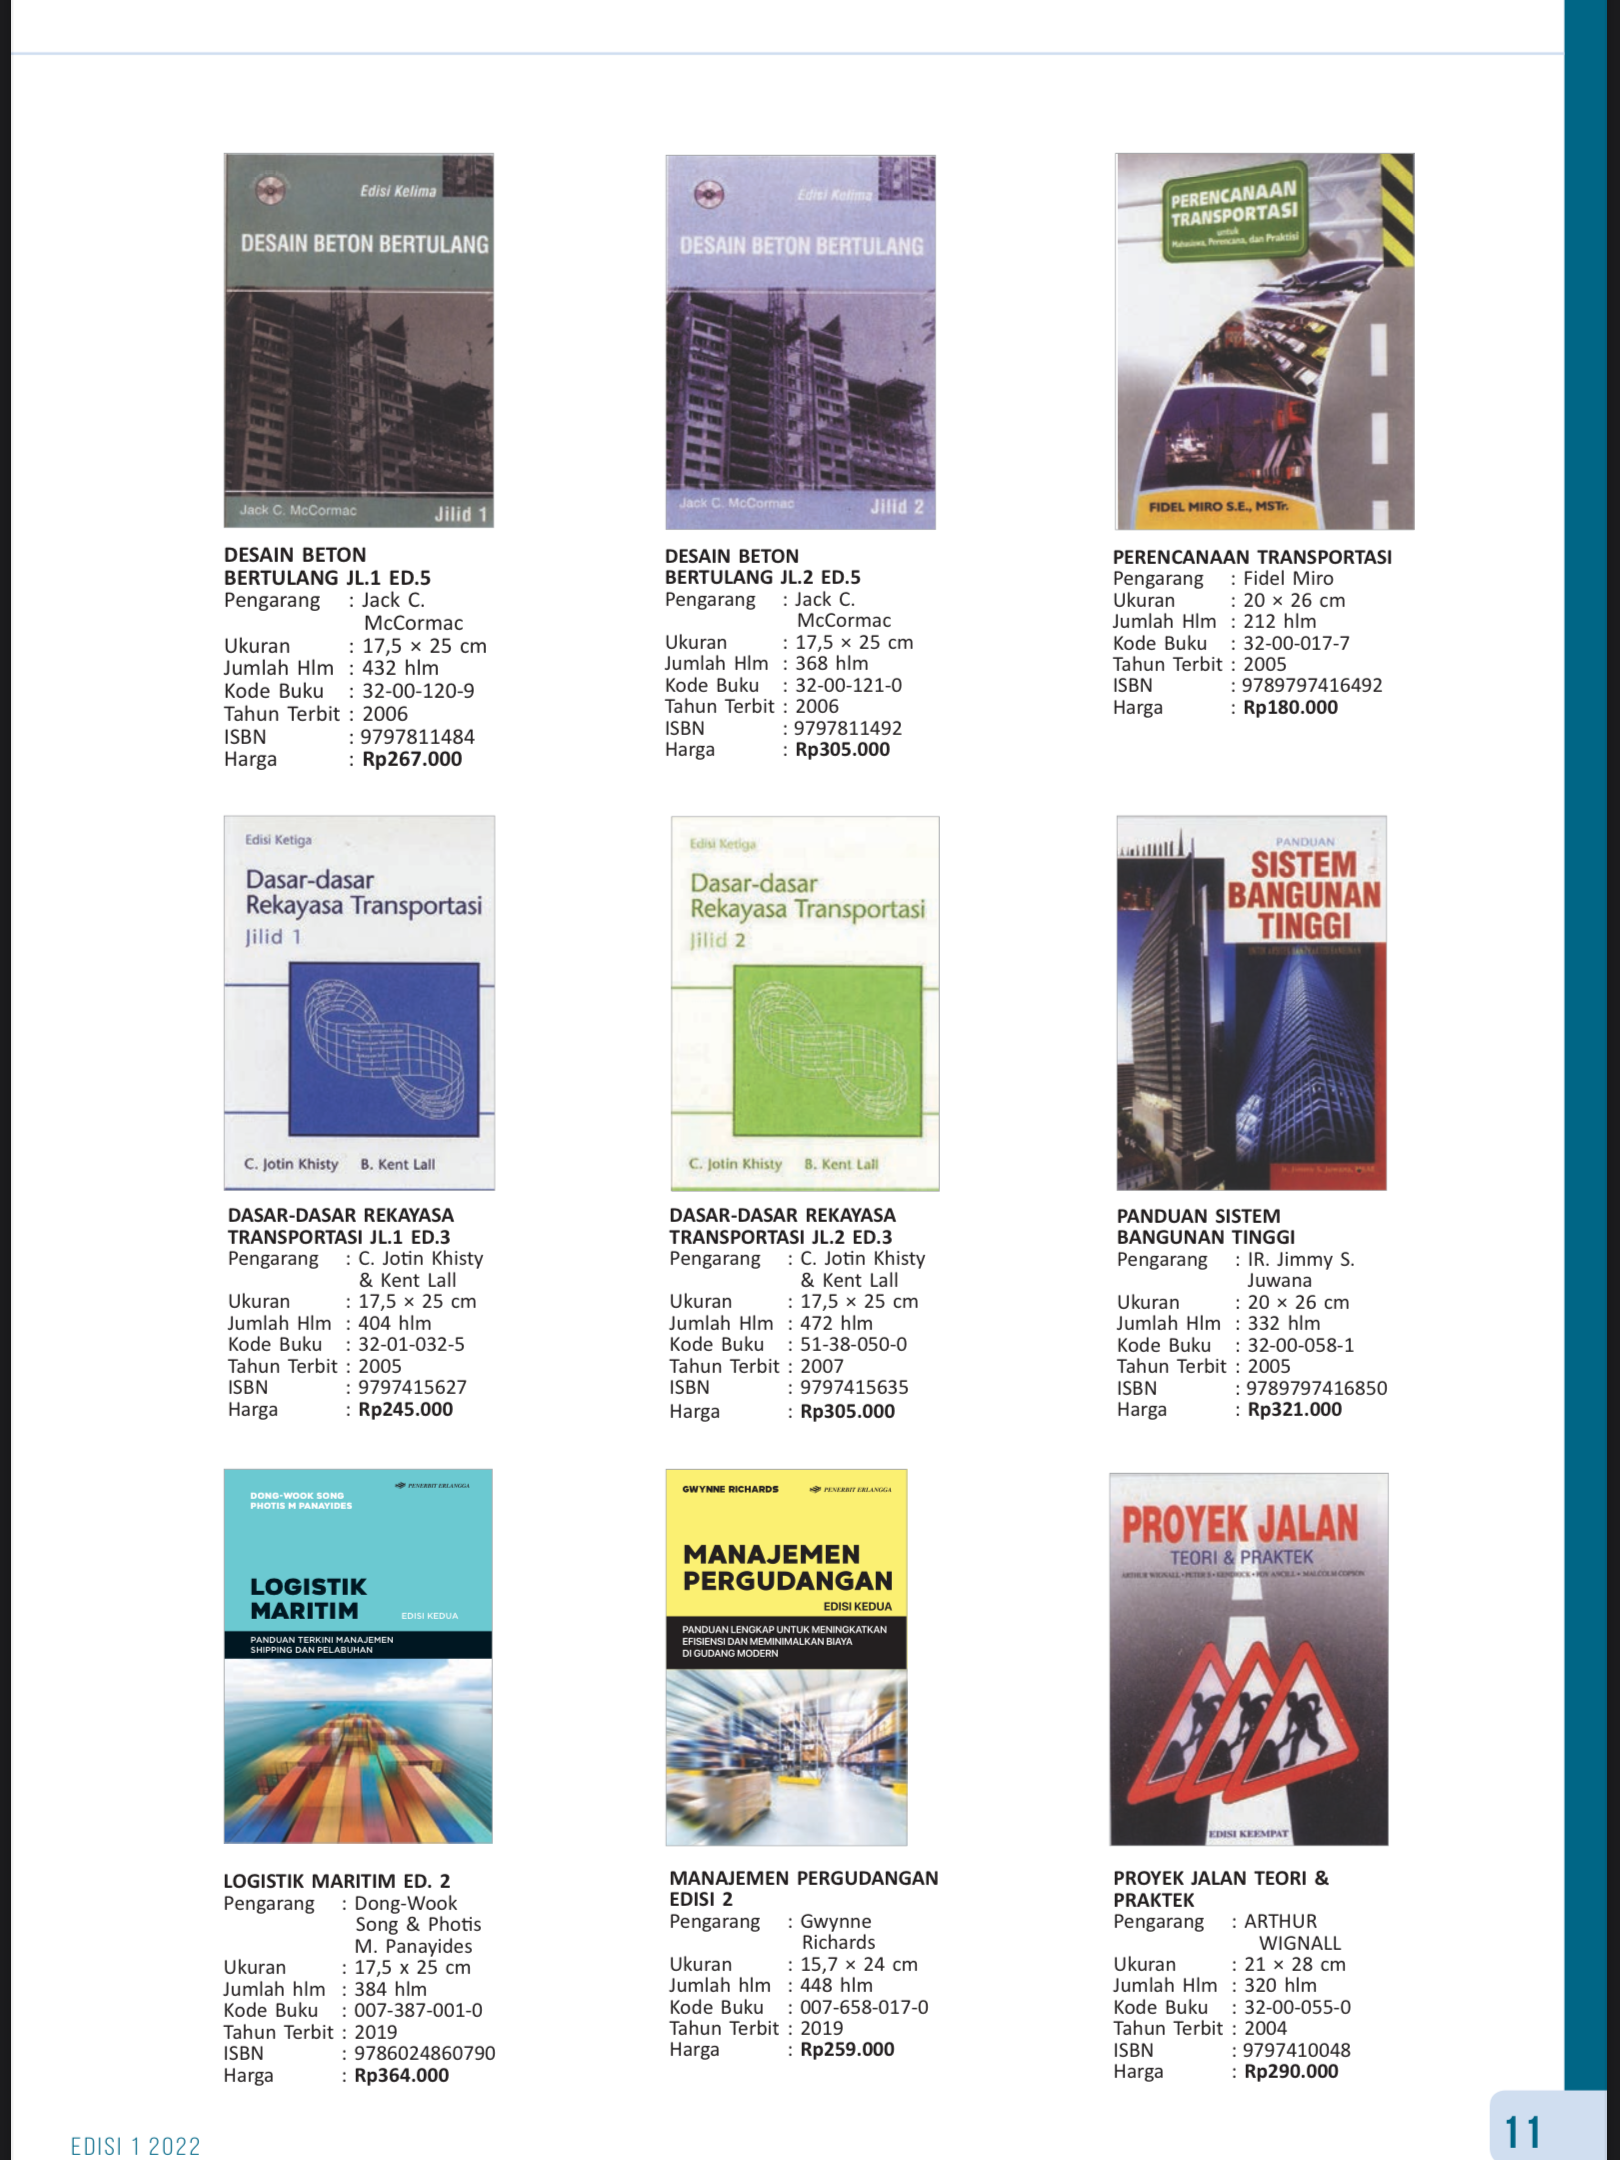 Edisi Kelima
DESAIN BETON BERTULANG
Jack C. McCormac
Jilid 1
DESAIN BETON
BERTULANG JL.1 ED.5
Pengarang : Jack C.
McCormac
Ukuran : 17,5 × 25 cm
Jumlah Hlm : 432 hlm
Kode Buku : 32-00-120-9
Tahun Terbit : 2006
ISBN : 9797811484
Harga : Rp267.000
Edisi Kelima
DESAIN BETON BERTULANG
Jack C. McCormac
Jilid 2
DESAIN BETON
BERTULANG JL.2 ED.5
Pengarang : Jack C.
McCormac
Ukuran : 17,5 × 25 cm
Jumlah Hlm : 368 hlm
Kode Buku : 32-00-121-0
Tahun Terbit : 2006
ISBN : 9797811492
Harga : Rp305.000
PERENCANAAN
TRANSPORTASI
untuk
Mahasiswa, Perencana, dan Praktisi
FIDEL MIRO S.E., MSTr.
PERENCANAAN TRANSPORTASI
Pengarang : Fidel Miro
Ukuran : 20 × 26 cm
Jumlah Hlm : 212 hlm
Kode Buku : 32-00-017-7
Tahun Terbit : 2005
ISBN : 9789797416492
Harga : Rp180.000
Edisi Ketiga
Dasar-dasar
Rekayasa Transportasi
Jilid 1
C. Jotin Khisty B. Kent Lall
DASAR-DASAR REKAYASA
TRANSPORTASI JL.1 ED.3
Pengarang : C. Jotin Khisty
& Kent Lall
Ukuran : 17,5 × 25 cm
Jumlah Hlm : 404 hlm
Kode Buku : 32-01-032-5
Tahun Terbit : 2005
ISBN : 9797415627
Harga : Rp245.000
Edisi Ketiga
Dasar-dasar
Rekayasa Transportasi
Jilid 2
C. Jotin Khisty B. Kent Lall
DASAR-DASAR REKAYASA
TRANSPORTASI JL.2 ED.3
Pengarang : C. Jotin Khisty
& Kent Lall
Ukuran : 17,5 × 25 cm
Jumlah Hlm : 472 hlm
Kode Buku : 51-38-050-0
Tahun Terbit : 2007
ISBN : 9797415635
Harga : Rp305.000
PANDUAN
SISTEM
BANGUNAN
TINGGI
PANDUAN SISTEM
BANGUNAN TINGGI
Pengarang : IR. Jimmy S.
Juwana
Ukuran : 20 × 26 cm
Jumlah Hlm : 332 hlm
Kode Buku : 32-00-058-1
Tahun Terbit : 2005
ISBN : 9789797416850
Harga : Rp321.000
PENERBIT ERLANGGA
DONG-WOOK SONG
PHOTIS M PANAYIDES
LOGISTIK
MARITIM
EDISI KEDUA
PANDUAN TERKINI MANAJEMEN
SHIPPING DAN PELABUHAN
LOGISTIK MARITIM ED. 2
Pengarang : Dong-Wook
Song & Photis
M. Panayides
Ukuran : 17,5 x 25 cm
Jumlah hlm : 384 hlm
Kode Buku : 007-387-001-0
Tahun Terbit : 2019
ISBN : 9786024860790
Harga : Rp364.000
GWYNNE RICHARDS PENERBIT ERLANGGA
MANAJEMEN
PERGUDANGAN
EDISI KEDUA
PANDUAN LENGKAP UNTUK MENINGKATKAN
EFISIENSI DAN MEMINIMALKAN BIAYA
DI GUDANG MODERN
MANAJEMEN PERGUDANGAN
EDISI 2
Pengarang : Gwynne
Richards
Ukuran : 15,7 × 24 cm
Jumlah hlm : 448 hlm
Kode Buku : 007-658-017-0
Tahun Terbit : 2019
Harga : Rp259.000
PROYEK JALAN
TEORI & PRAKTEK
ARTHUR WIGNALL • PETER S • KENDRICK • ROY ANCILL • MALCOLM COPSON
EDISI KEEMPAT
PROYEK JALAN TEORI &
PRAKTEK
Pengarang : ARTHUR
WIGNALL
Ukuran : 21 × 28 cm
Jumlah Hlm : 320 hlm
Kode Buku : 32-00-055-0
Tahun Terbit : 2004
ISBN : 9797410048
Harga : Rp290.000
EDISI 1 2022
11